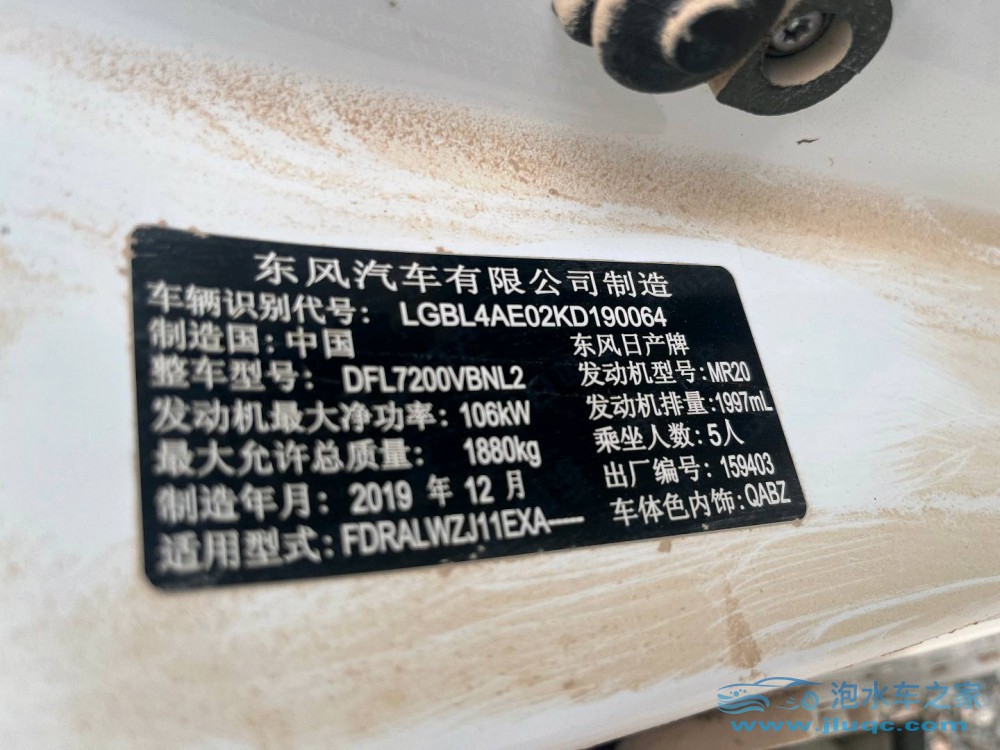 东风汽车有限公司制造
车辆识别代号: LGBL4AE02KD190064
制造国:中国 东风日产牌
整车型号: DFL7200VBNL2 发动机型号:MR20
发动机最大净功率:106kW 发动机排量:1997mL
最大允许总质量: 1880kg 乘坐人数:5人
制造年月:2019 年 12 月 出厂编号:159403
适用型式:FDRALWZJ11EXA---- 车体色内饰:QABZ
泡水车之家
www.jluqc.com